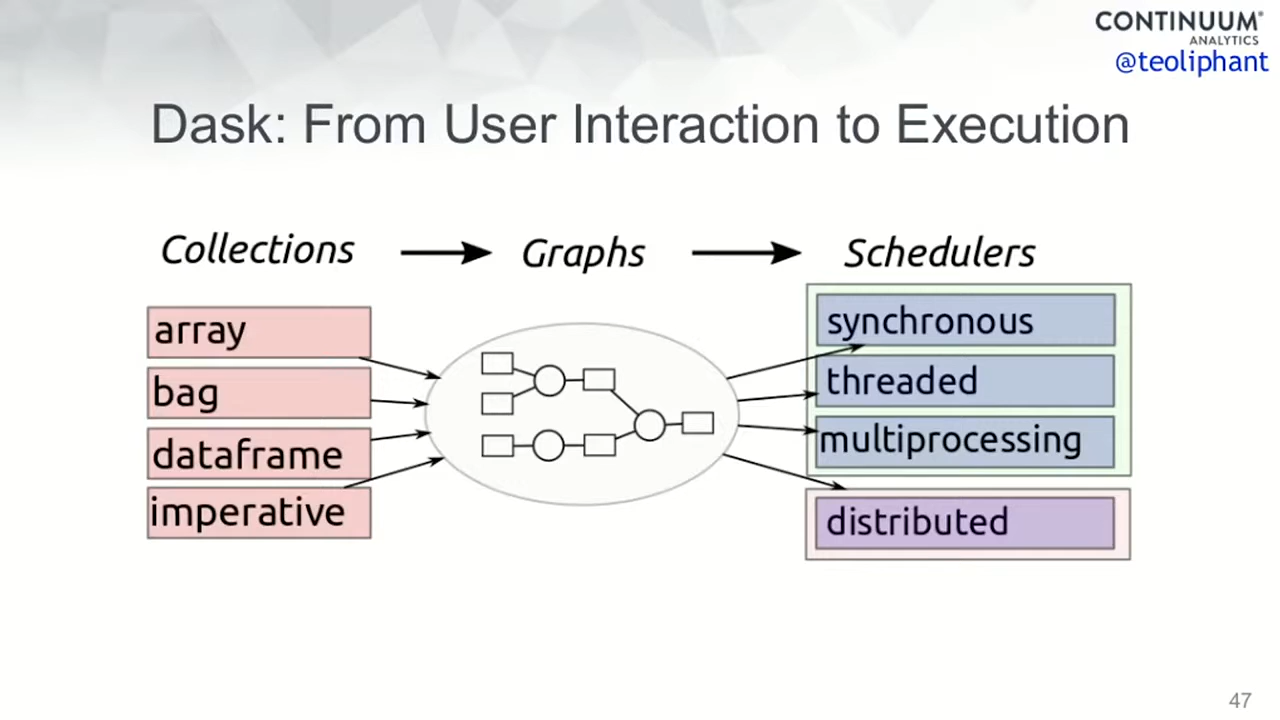 CONTINUUM®
ANALYTICS
@teoliphant
Dask: From User Interaction to Execution
Collections
Graphs
Schedulers
array
bag
dataframe
imperative
synchronous
threaded
multiprocessing
distributed
47